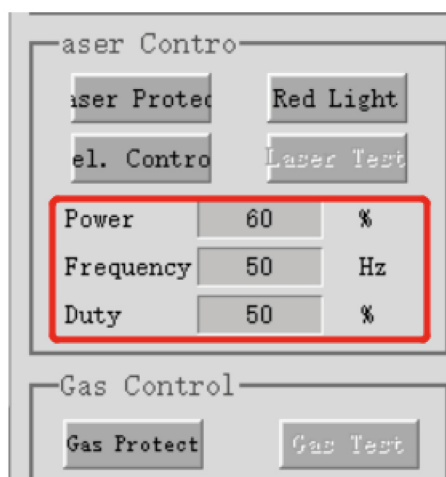 aser Contro
aser Protec Red Light
el. Contro Laser Test
Power 60 %
Frequency 50 Hz
Duty 50 %
Gas Control
Gas Protect Gas Test